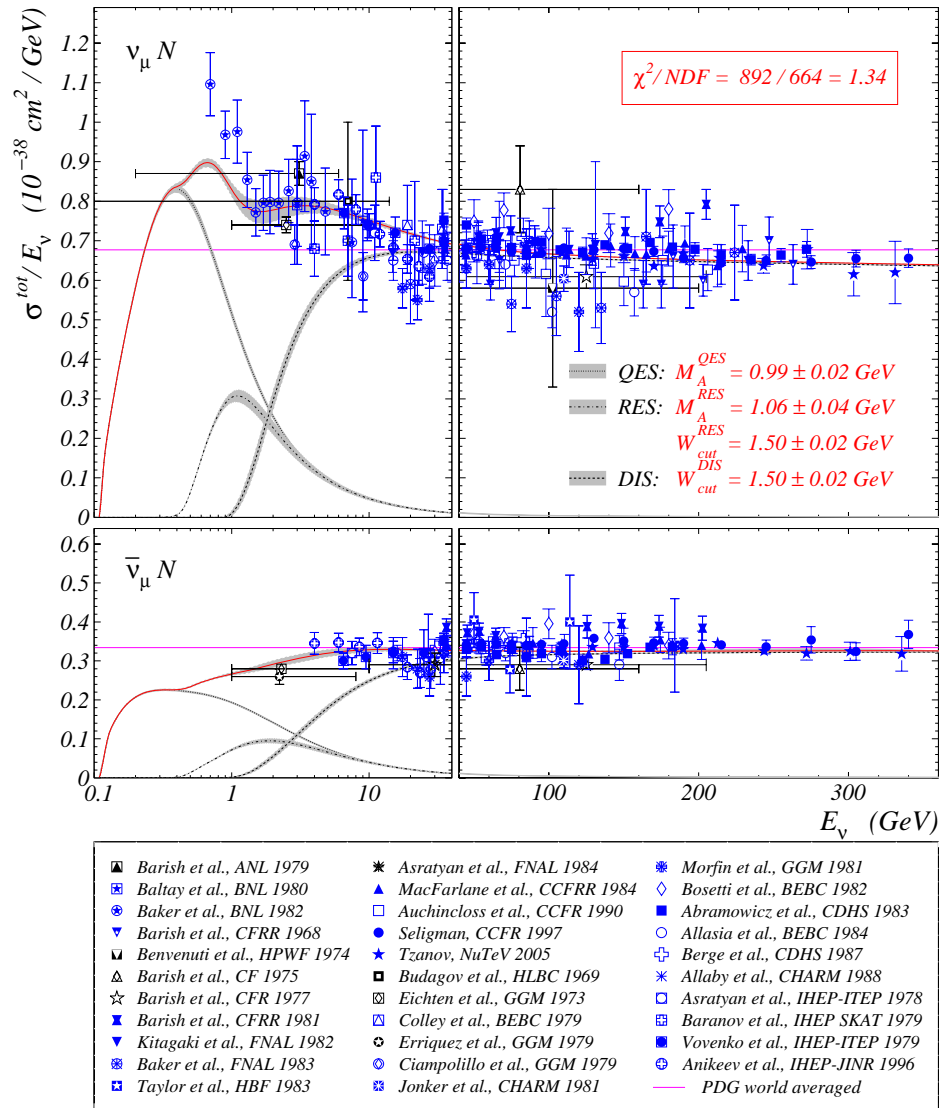 ν_μ N
χ²/NDF = 892 / 664 = 1.34
σ^tot/E_ν (10⁻³⁸ cm² / GeV)
1.2
1.1
1
0.9
0.8
0.7
0.6
0.5
0.4
0.3
0.2
0.1
0
QES: M_A^QES = 0.99 ± 0.02 GeV
RES: M_A^RES = 1.06 ± 0.04 GeV
W_cut^RES = 1.50 ± 0.02 GeV
DIS: W_cut^DIS = 1.50 ± 0.02 GeV
ν̅_μ N
0.6
0.5
0.4
0.3
0.2
0.1
0
0.1 1 10 100 200 300
E_ν (GeV)
Barish et al., ANL 1979
Baltay et al., BNL 1980
Baker et al., BNL 1982
Barish et al., CFRR 1968
Benvenuti et al., HPWF 1974
Barish et al., CF 1975
Barish et al., CFR 1977
Barish et al., CFRR 1981
Kitagaki et al., FNAL 1982
Baker et al., FNAL 1983
Taylor et al., HBF 1983
Asratyan et al., FNAL 1984
MacFarlane et al., CCFRR 1984
Auchincloss et al., CCFR 1990
Seligman, CCFR 1997
Tzanov, NuTeV 2005
Budagov et al., HLBC 1969
Eichten et al., GGM 1973
Colley et al., BEBC 1979
Erriquez et al., GGM 1979
Ciampolillo et al., GGM 1979
Jonker et al., CHARM 1981
Morfin et al., GGM 1981
Bosetti et al., BEBC 1982
Abramowicz et al., CDHS 1983
Allasia et al., BEBC 1984
Berge et al., CDHS 1987
Allaby et al., CHARM 1988
Asratyan et al., IHEP-ITEP 1978
Baranov et al., IHEP SKAT 1979
Vovenko et al., IHEP-ITEP 1979
Anikeev et al., IHEP-JINR 1996
PDG world averaged